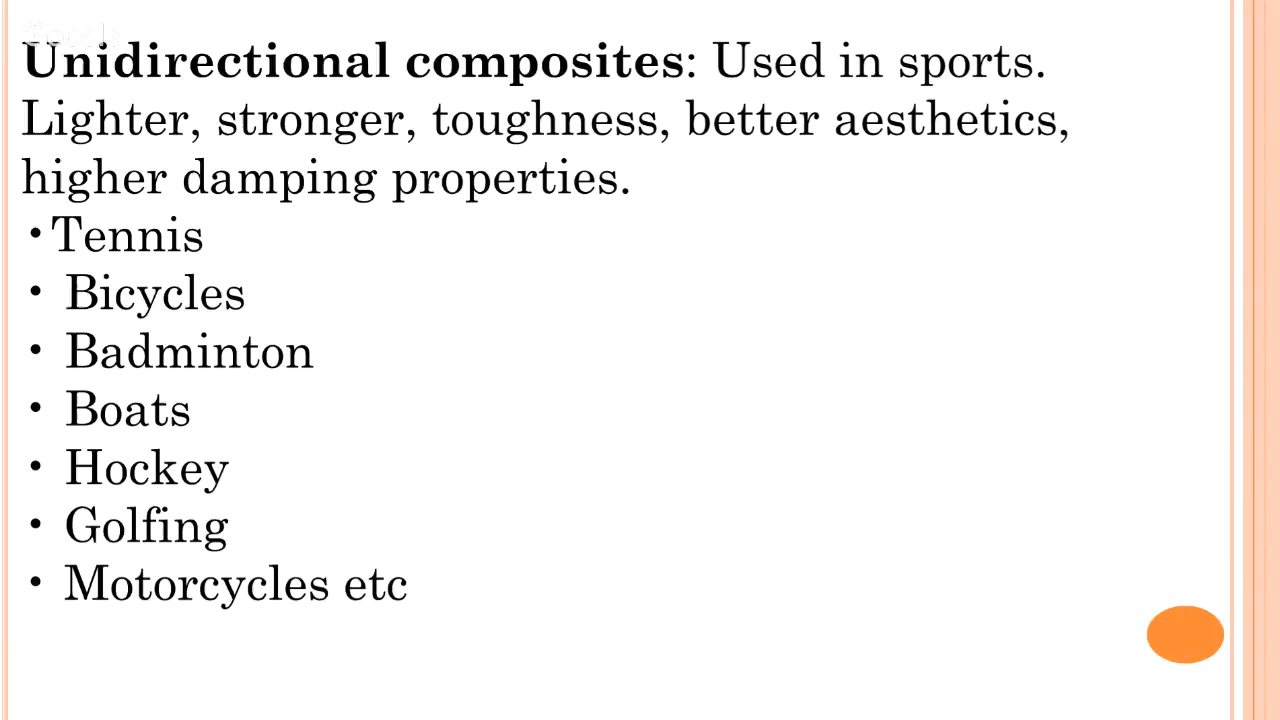 Unidirectional composites: Used in sports.
Lighter, stronger, toughness, better aesthetics,
higher damping properties.
•Tennis
• Bicycles
• Badminton
• Boats
• Hockey
• Golfing
• Motorcycles etc